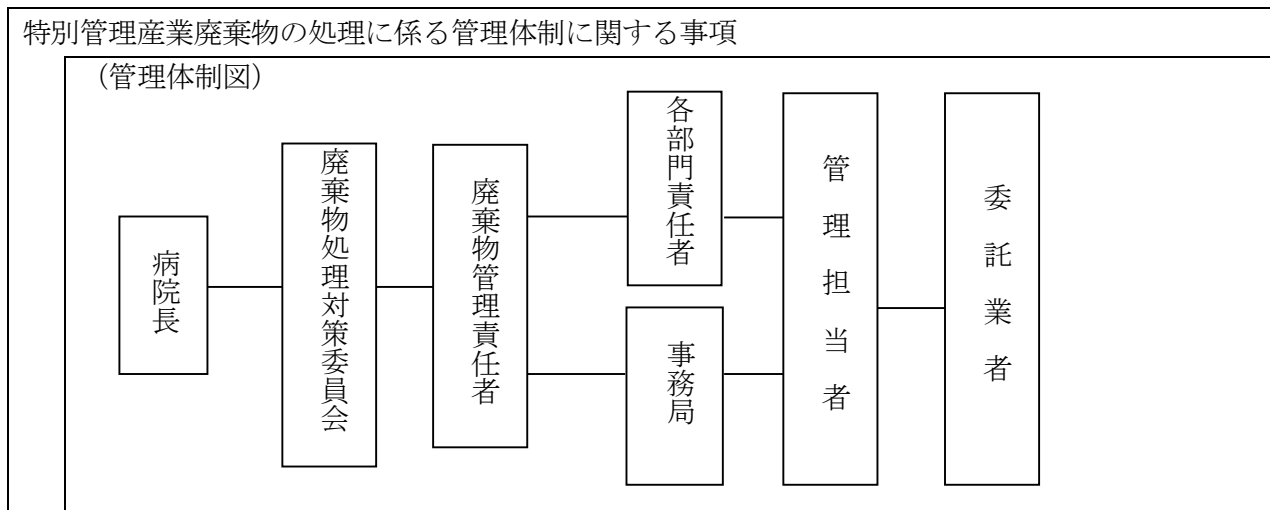 特別管理産業廃棄物の処理に係る管理体制に関する事項
（管理体制図）
病院長
廃棄物処理対策委員会
廃棄物管理責任者
各部門責任者
事務局
管理担当者
委託業者